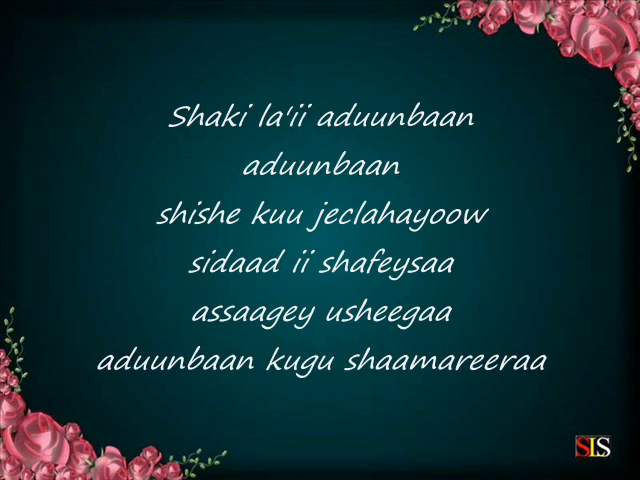 Shaki la'ii aduunbaan
aduunbaan
shishe kuu jeclahayoow
sidaad ii shafeysaa
assaagey usheegaa
aduunbaan kugu shaamareeraa
SLS